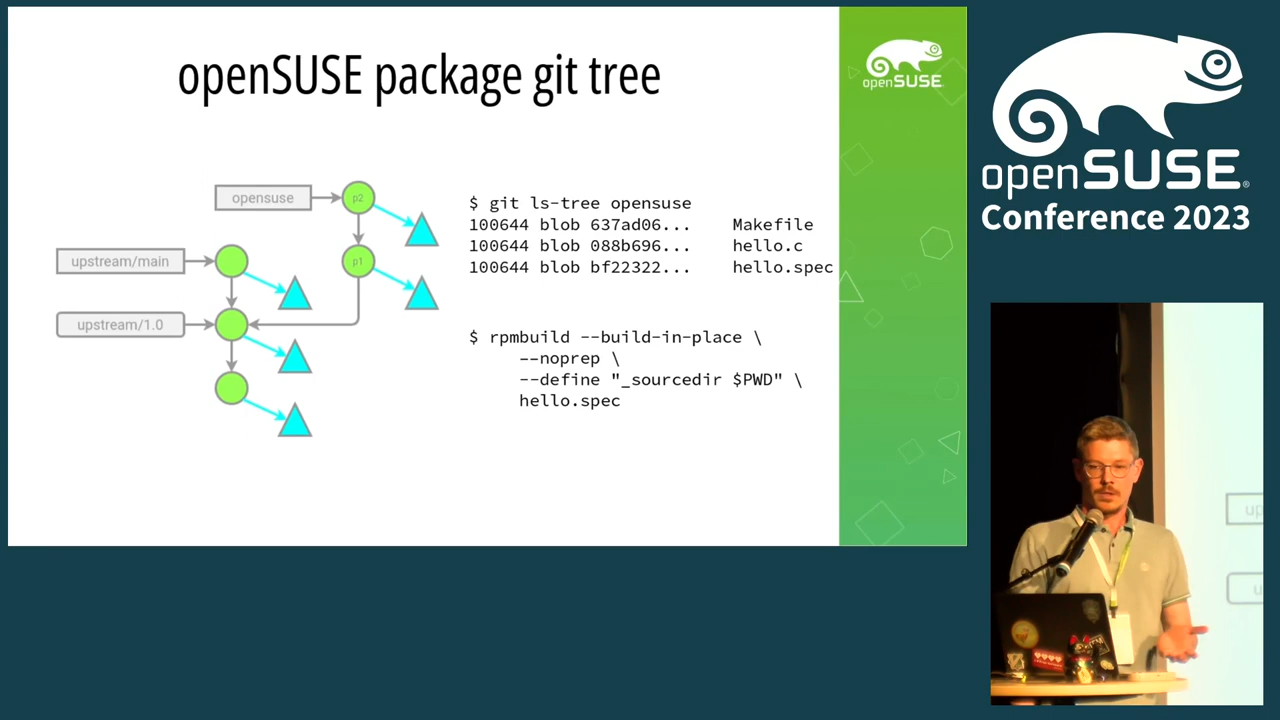 openSUSE package git tree
openSUSE
opensuse
p2
upstream/main
p1
upstream/1.0
$ git ls-tree opensuse
100644 blob 637ad06... Makefile
100644 blob 088b696... hello.c
100644 blob bf22322... hello.spec
$ rpmbuild --build-in-place \
--noprep \
--define "_sourcedir $PWD" \
hello.spec
openSUSE
Conference 2023
up
u